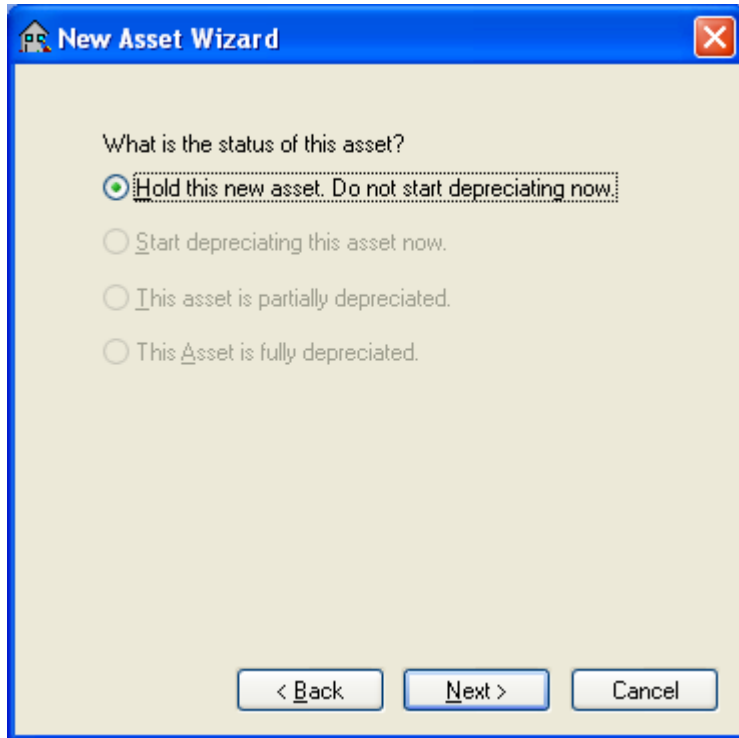 New Asset Wizard
What is the status of this asset?
Hold this new asset. Do not start depreciating now.
Start depreciating this asset now.
This asset is partially depreciated.
This Asset is fully depreciated.
< Back Next > Cancel